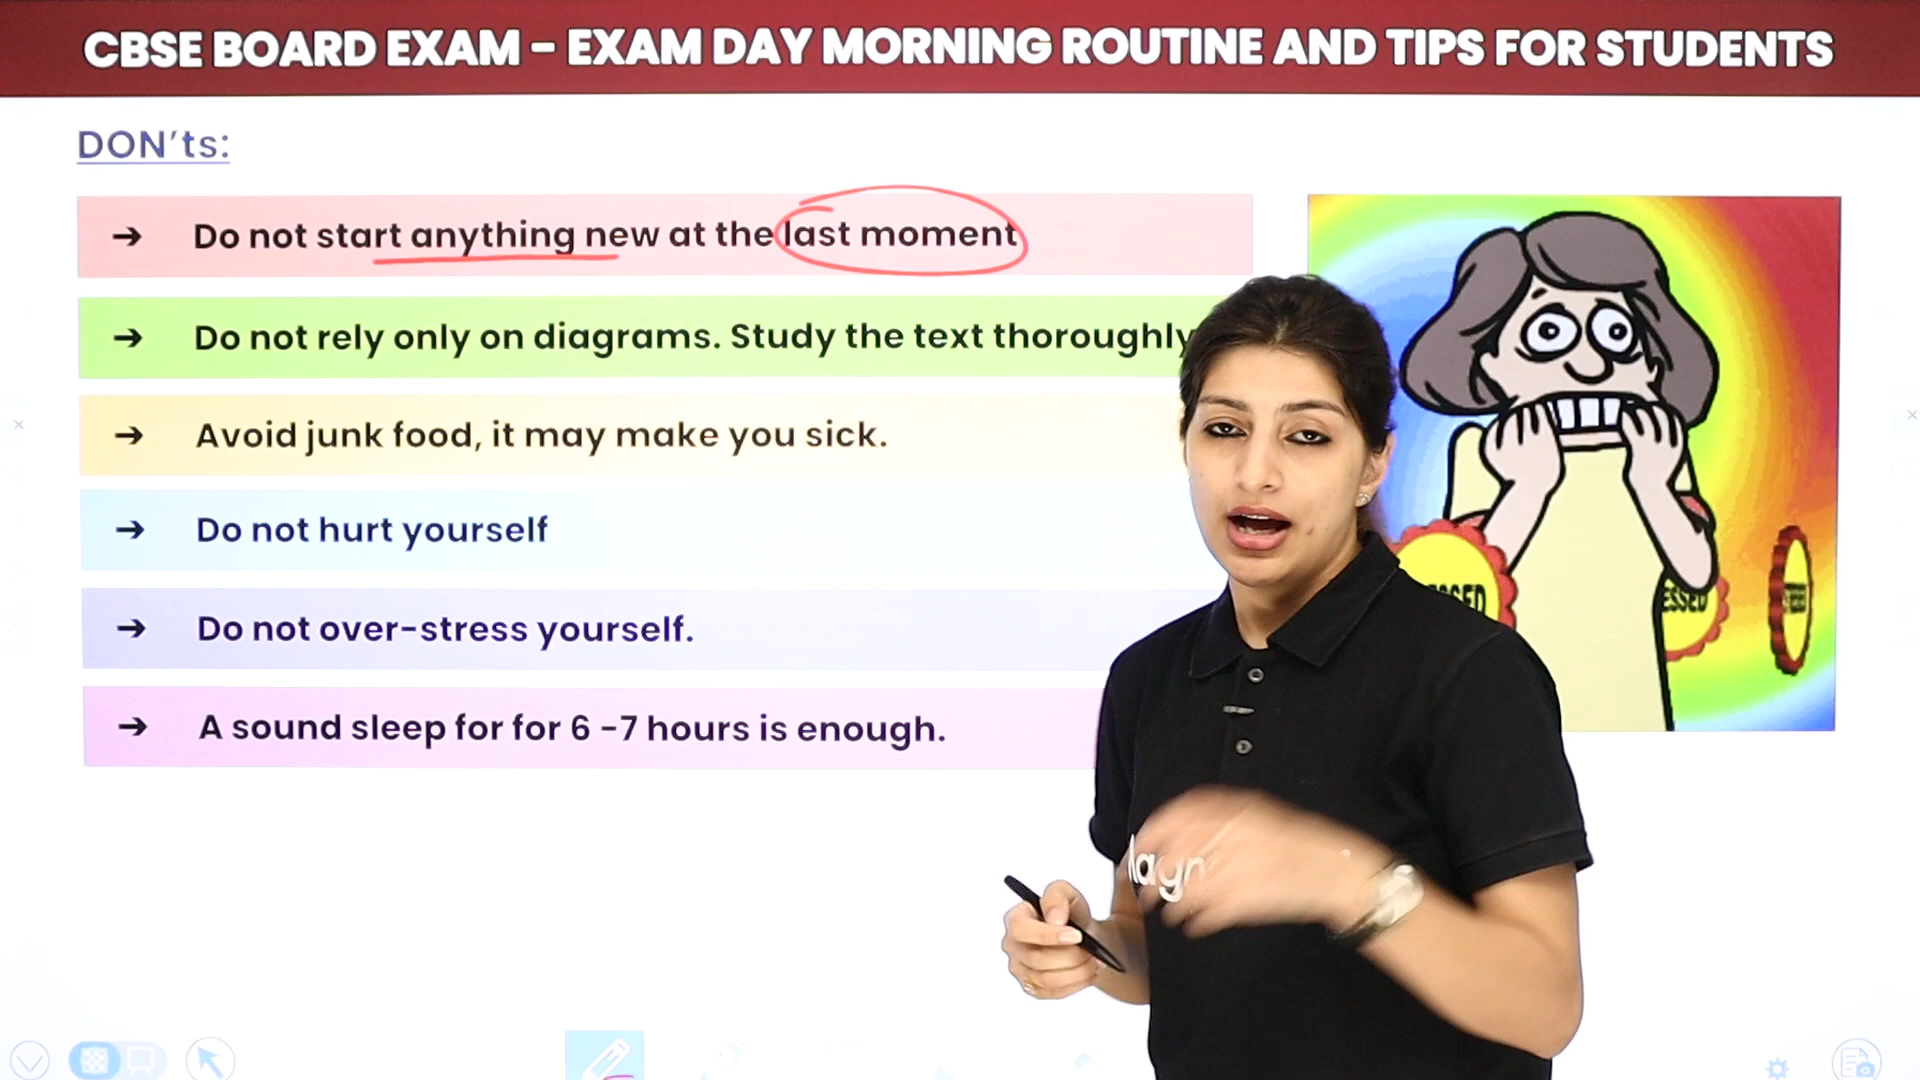 CBSE BOARD EXAM – EXAM DAY MORNING ROUTINE AND TIPS FOR STUDENTS
DON'ts:
➔ Do not start anything new at the last moment
➔ Do not rely only on diagrams. Study the text thoroughly
➔ Avoid junk food, it may make you sick.
➔ Do not hurt yourself
➔ Do not over-stress yourself.
➔ A sound sleep for for 6 -7 hours is enough.
ESSED